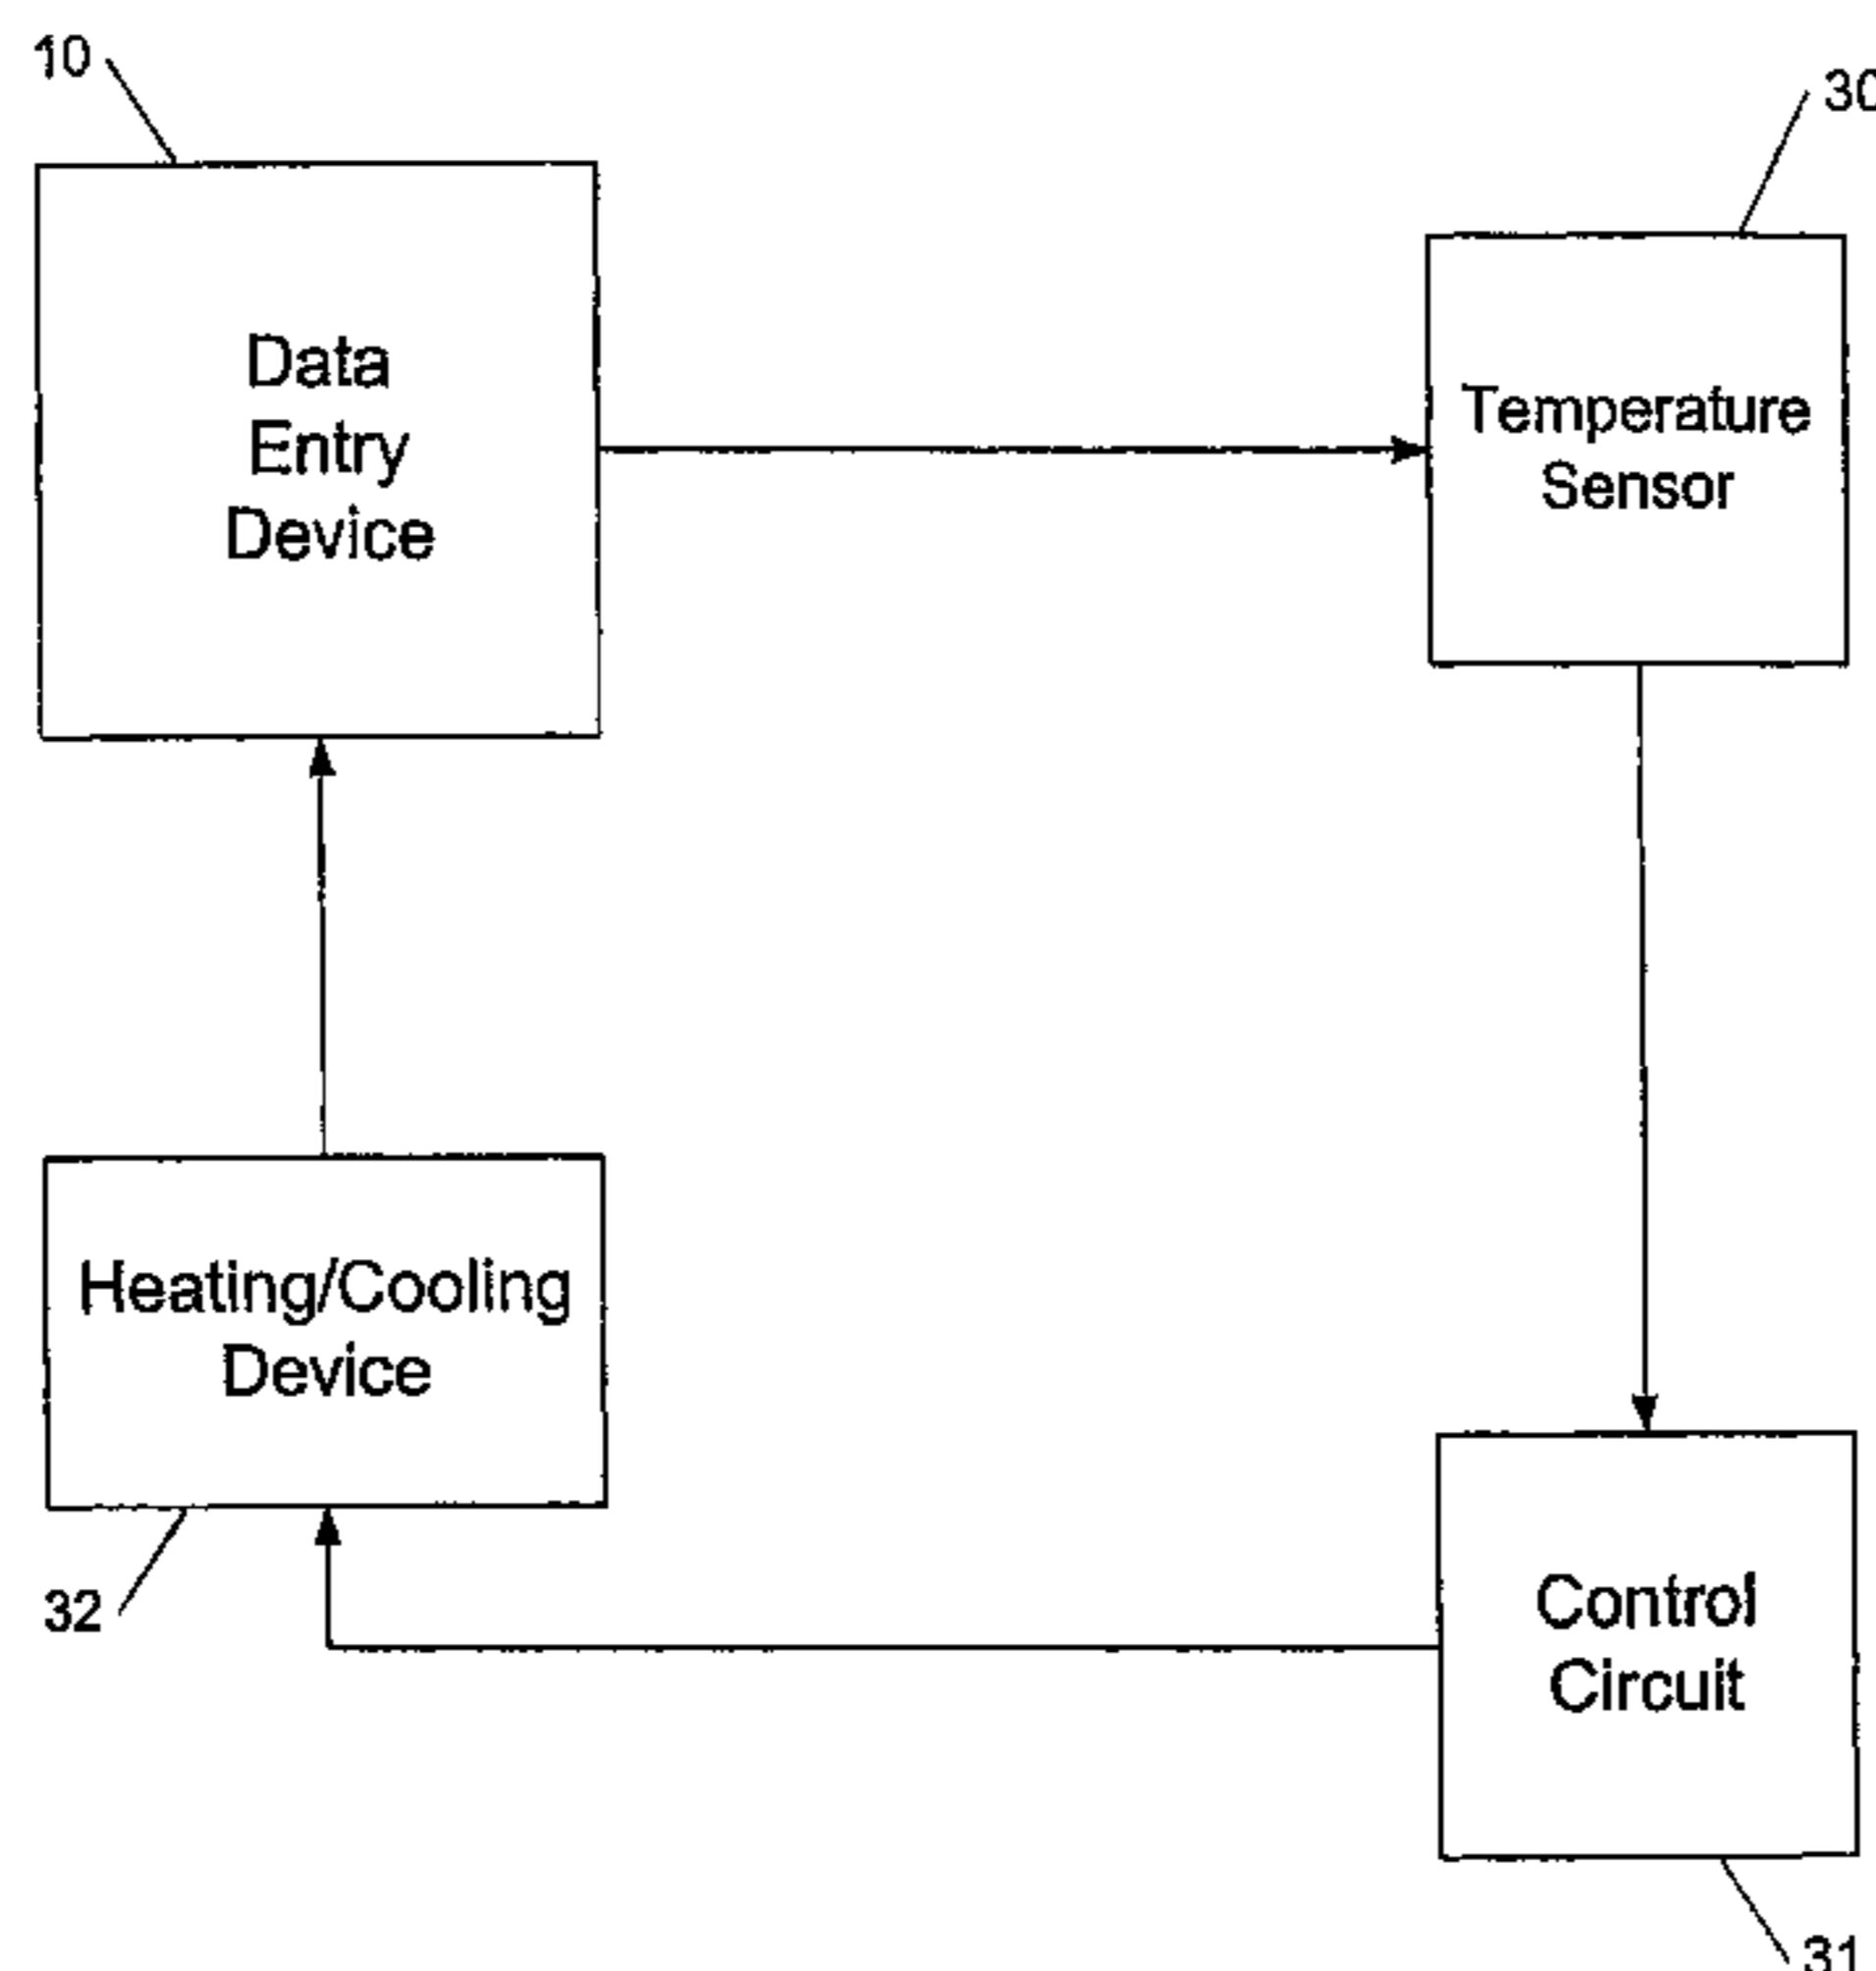 10
30
Data
Entry
Device
Temperature
Sensor
Heating/Cooling
Device
32
Control
Circuit
31